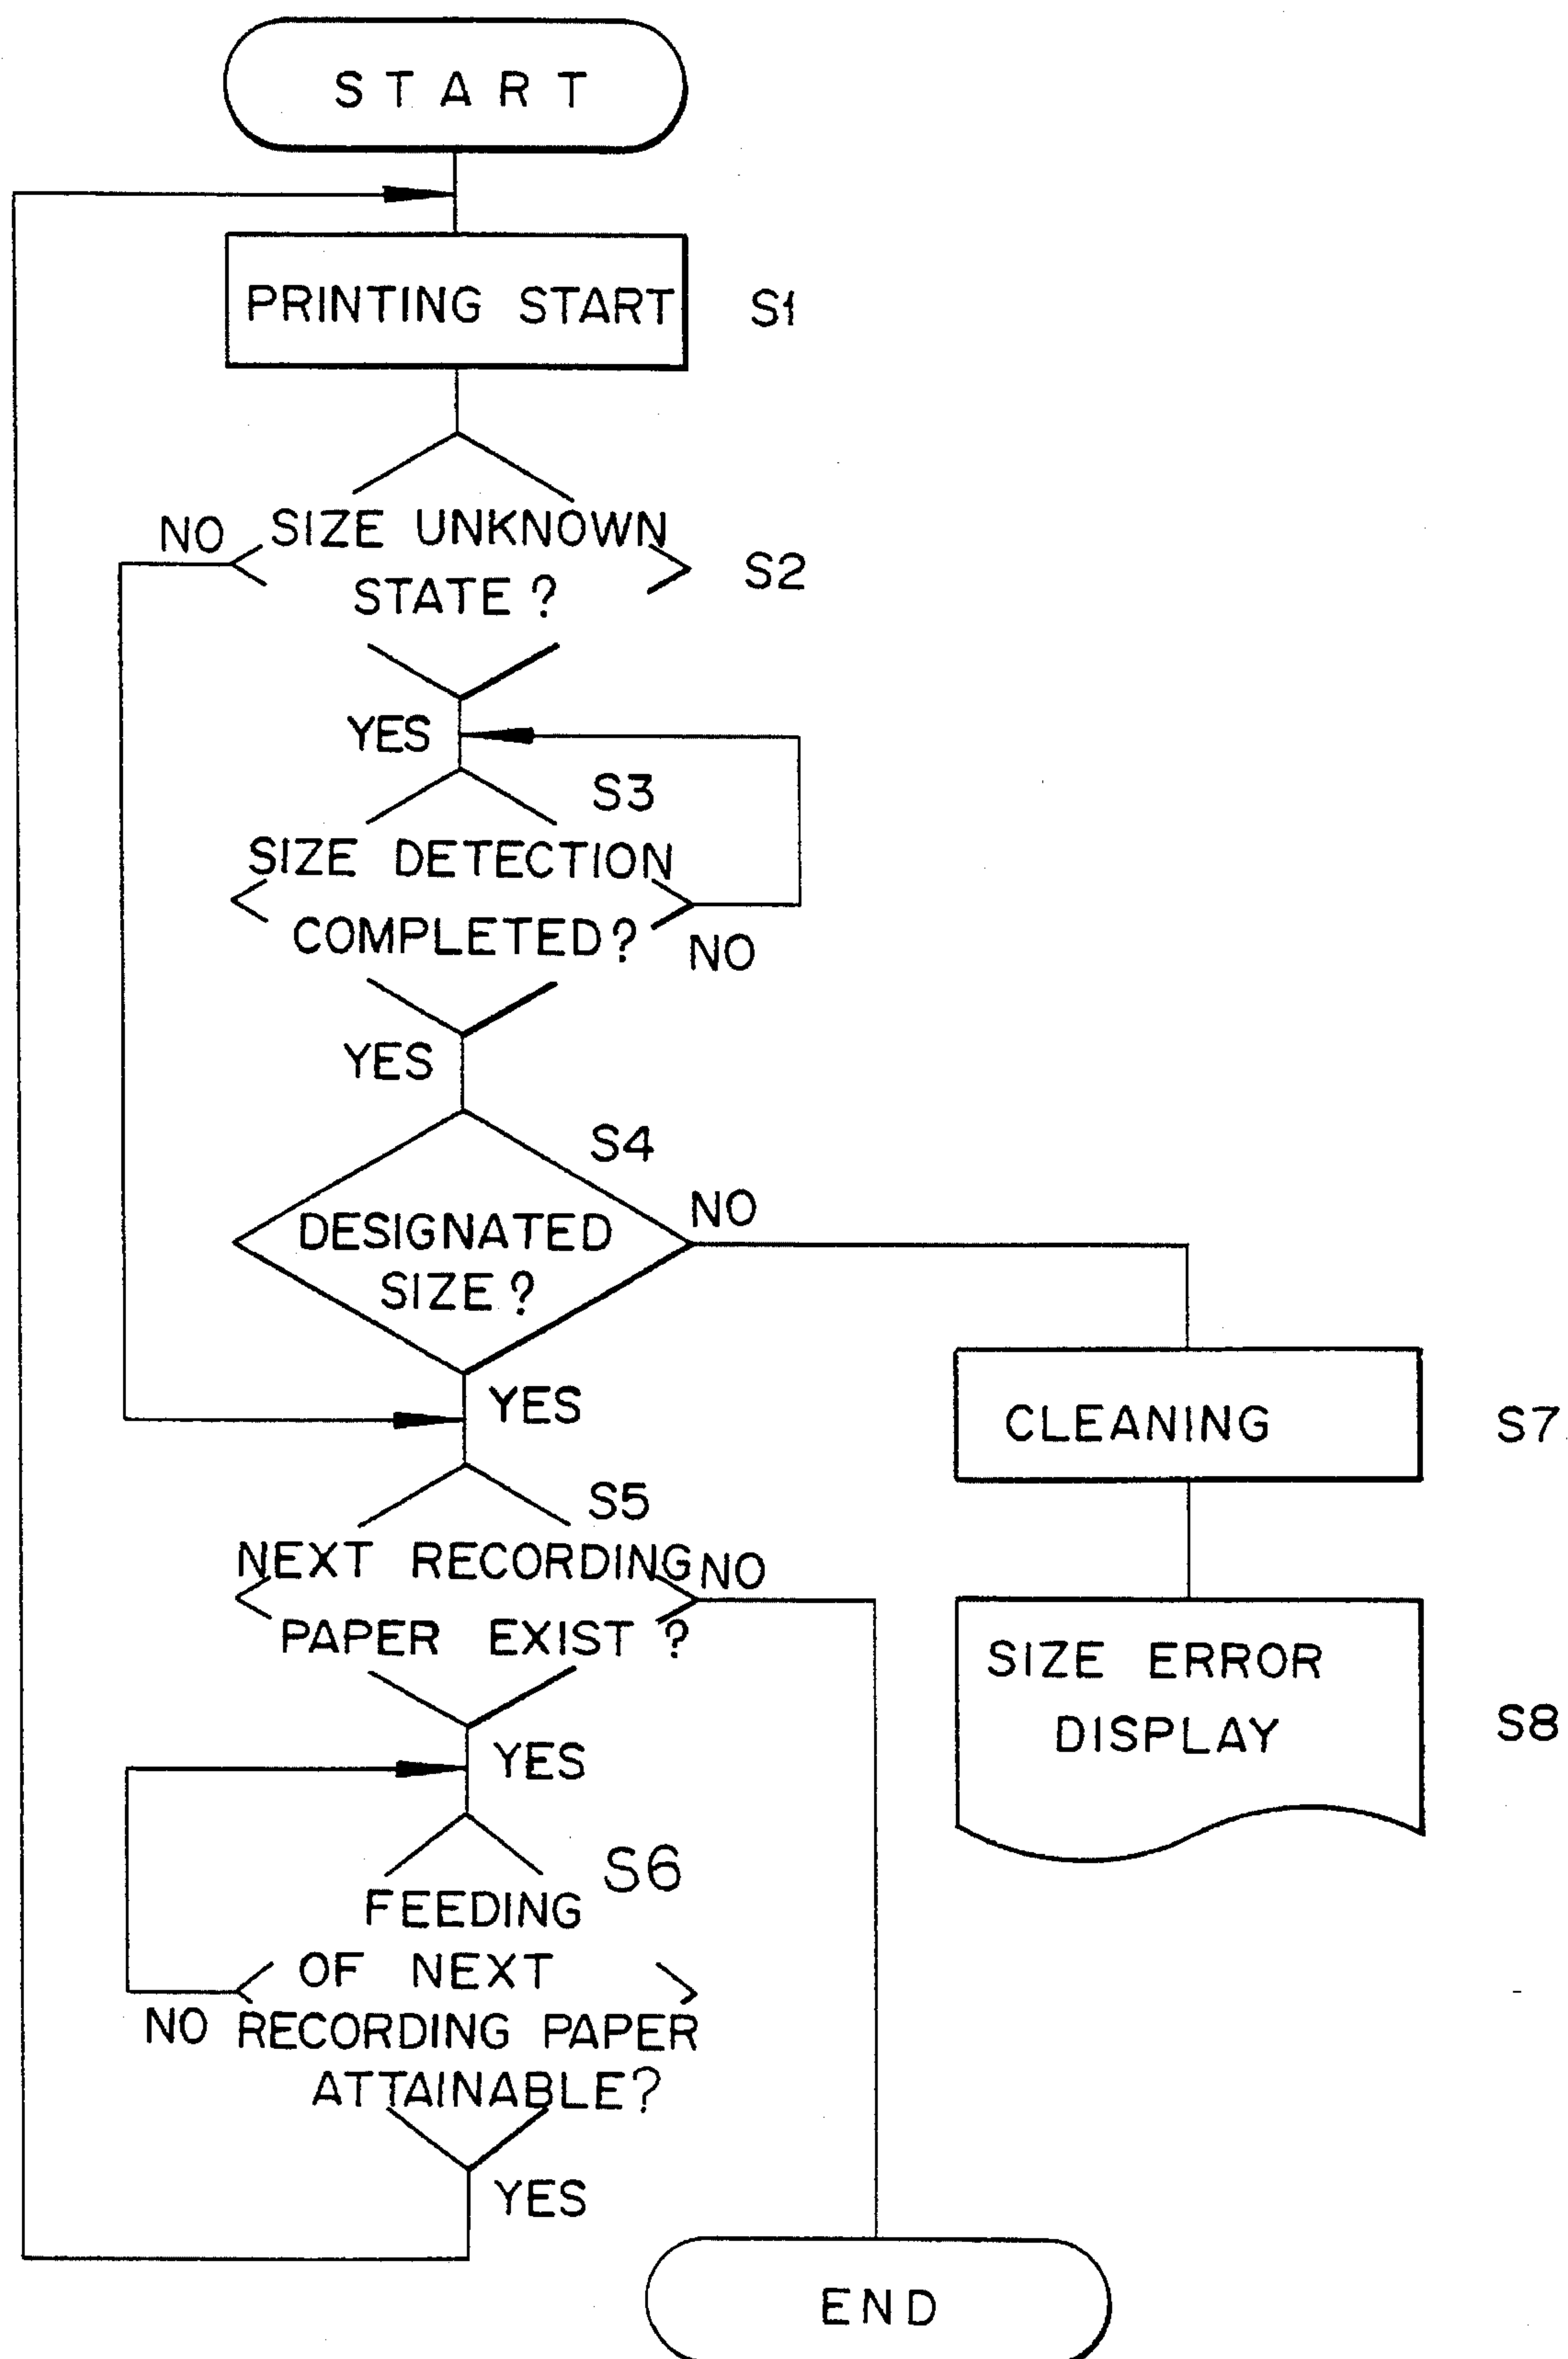 START
PRINTING START
S1
NO
SIZE UNKNOWN
STATE ?
S2
YES
S3
SIZE DETECTION
COMPLETED?
NO
YES
S4
NO
DESIGNATED
SIZE ?
YES
CLEANING
S7
S5
NEXT RECORDING
NO
PAPER EXIST ?
SIZE ERROR
DISPLAY
S8
YES
S6
FEEDING
OF NEXT
NO
RECORDING PAPER
ATTAINABLE?
YES
END